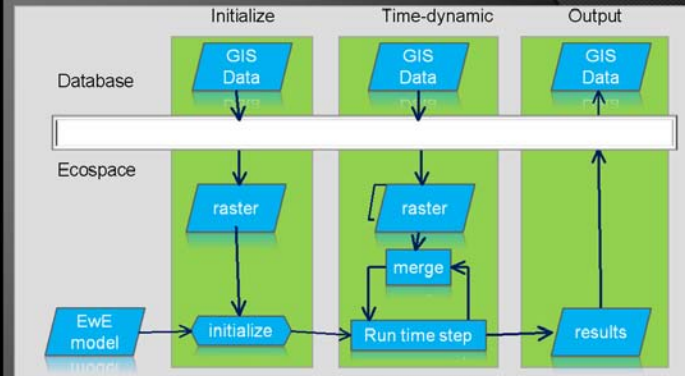 Initialize
Time-dynamic
Output
GIS
Data
GIS
Data
GIS
Data
Database
Ecospace
raster
raster
merge
EwE
model
initialize
Run time step
results